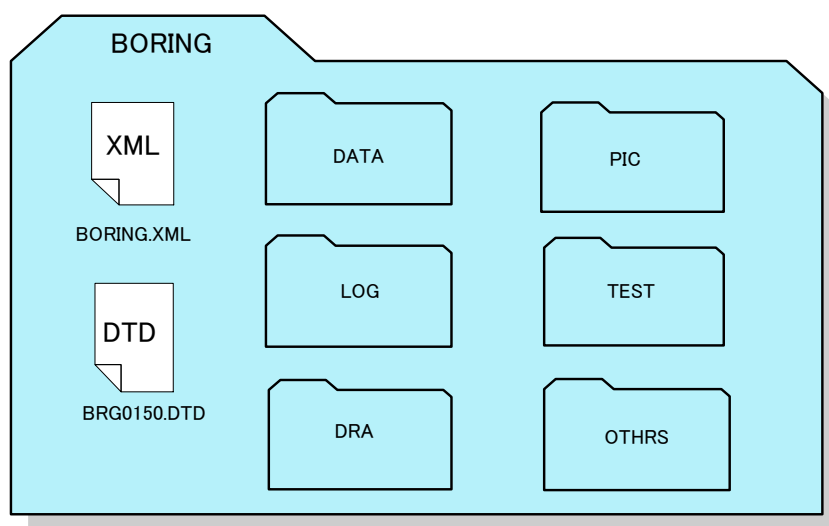 BORING
XML
BORING.XML
DTD
BRG0150.DTD
DATA
LOG
DRA
PIC
TEST
OTHRS